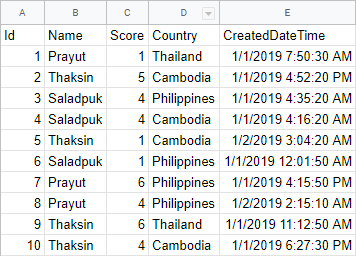 A B C D E
Id Name Score Country CreatedDateTime
1 Prayut 1 Thailand 1/1/2019 7:50:30 AM
2 Thaksin 5 Cambodia 1/1/2019 4:52:20 PM
3 Saladpuk 4 Philippines 1/1/2019 4:35:20 AM
4 Saladpuk 4 Cambodia 1/1/2019 4:16:20 AM
5 Thaksin 1 Cambodia 1/2/2019 3:04:20 AM
6 Saladpuk 1 Philippines 1/1/2019 12:01:50 AM
7 Prayut 6 Philippines 1/1/2019 4:15:50 PM
8 Prayut 4 Philippines 1/2/2019 2:15:10 AM
9 Thaksin 6 Thailand 1/1/2019 11:12:50 AM
10 Thaksin 4 Cambodia 1/1/2019 6:27:30 PM